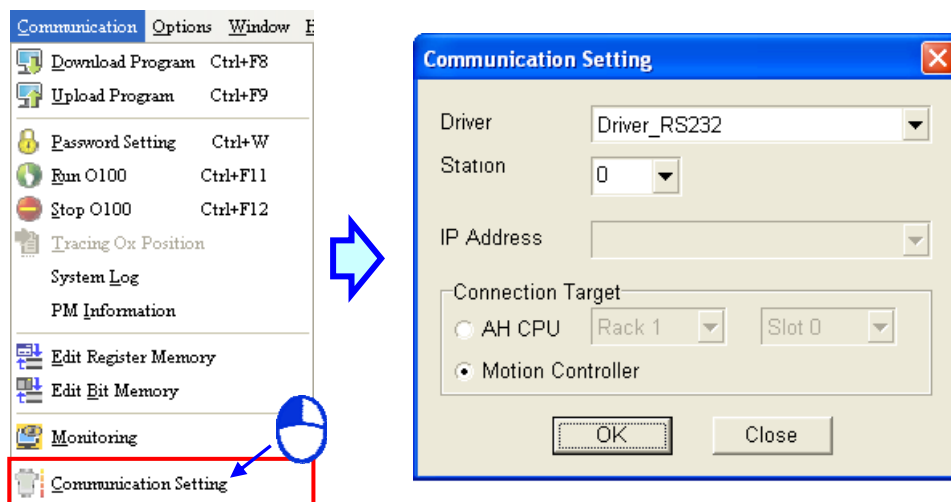 Communication Options Window
Download Program Ctrl+F8
Upload Program Ctrl+F9
Password Setting Ctrl+W
Run O100 Ctrl+F11
Stop O100 Ctrl+F12
Tracing Ox Position
System Log
PM Information
Edit Register Memory
Edit Bit Memory
Monitoring
Communication Setting
Communication Setting
Driver Driver_RS232
Station 0
IP Address
Connection Target
AH CPU Rack 1 Slot 0
Motion Controller
OK Close